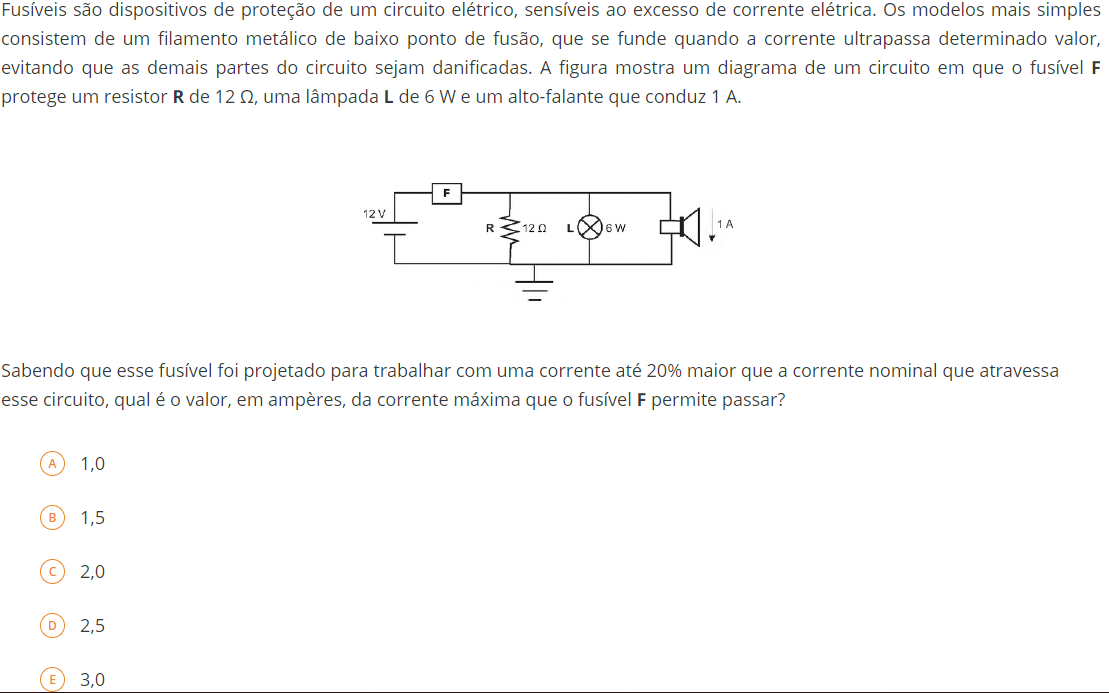 Fusíveis são dispositivos de proteção de um circuito elétrico, sensíveis ao excesso de corrente elétrica. Os modelos mais simples
consistem de um filamento metálico de baixo ponto de fusão, que se funde quando a corrente ultrapassa determinado valor,
evitando que as demais partes do circuito sejam danificadas. A figura mostra um diagrama de um circuito em que o fusível F
protege um resistor R de 12 Ω, uma lâmpada L de 6 W e um alto-falante que conduz 1 A.
F
12 V
R 12 Ω L 6 W 1 A
Sabendo que esse fusível foi projetado para trabalhar com uma corrente até 20% maior que a corrente nominal que atravessa
esse circuito, qual é o valor, em ampères, da corrente máxima que o fusível F permite passar?
A 1,0
B 1,5
C 2,0
D 2,5
E 3,0